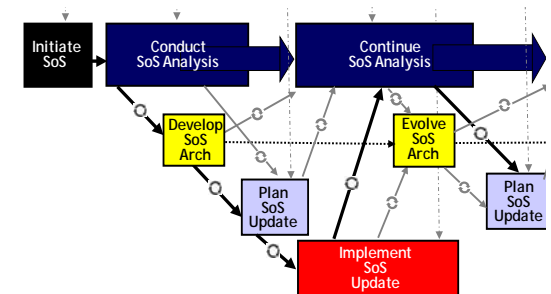 Initiate
SoS
Conduct
SoS Analysis
Continue
SoS Analysis
Develop
SoS
Arch
Evolve
SoS
Arch
Plan
SoS
Update
Plan
SoS
Update
Implement
SoS
Update